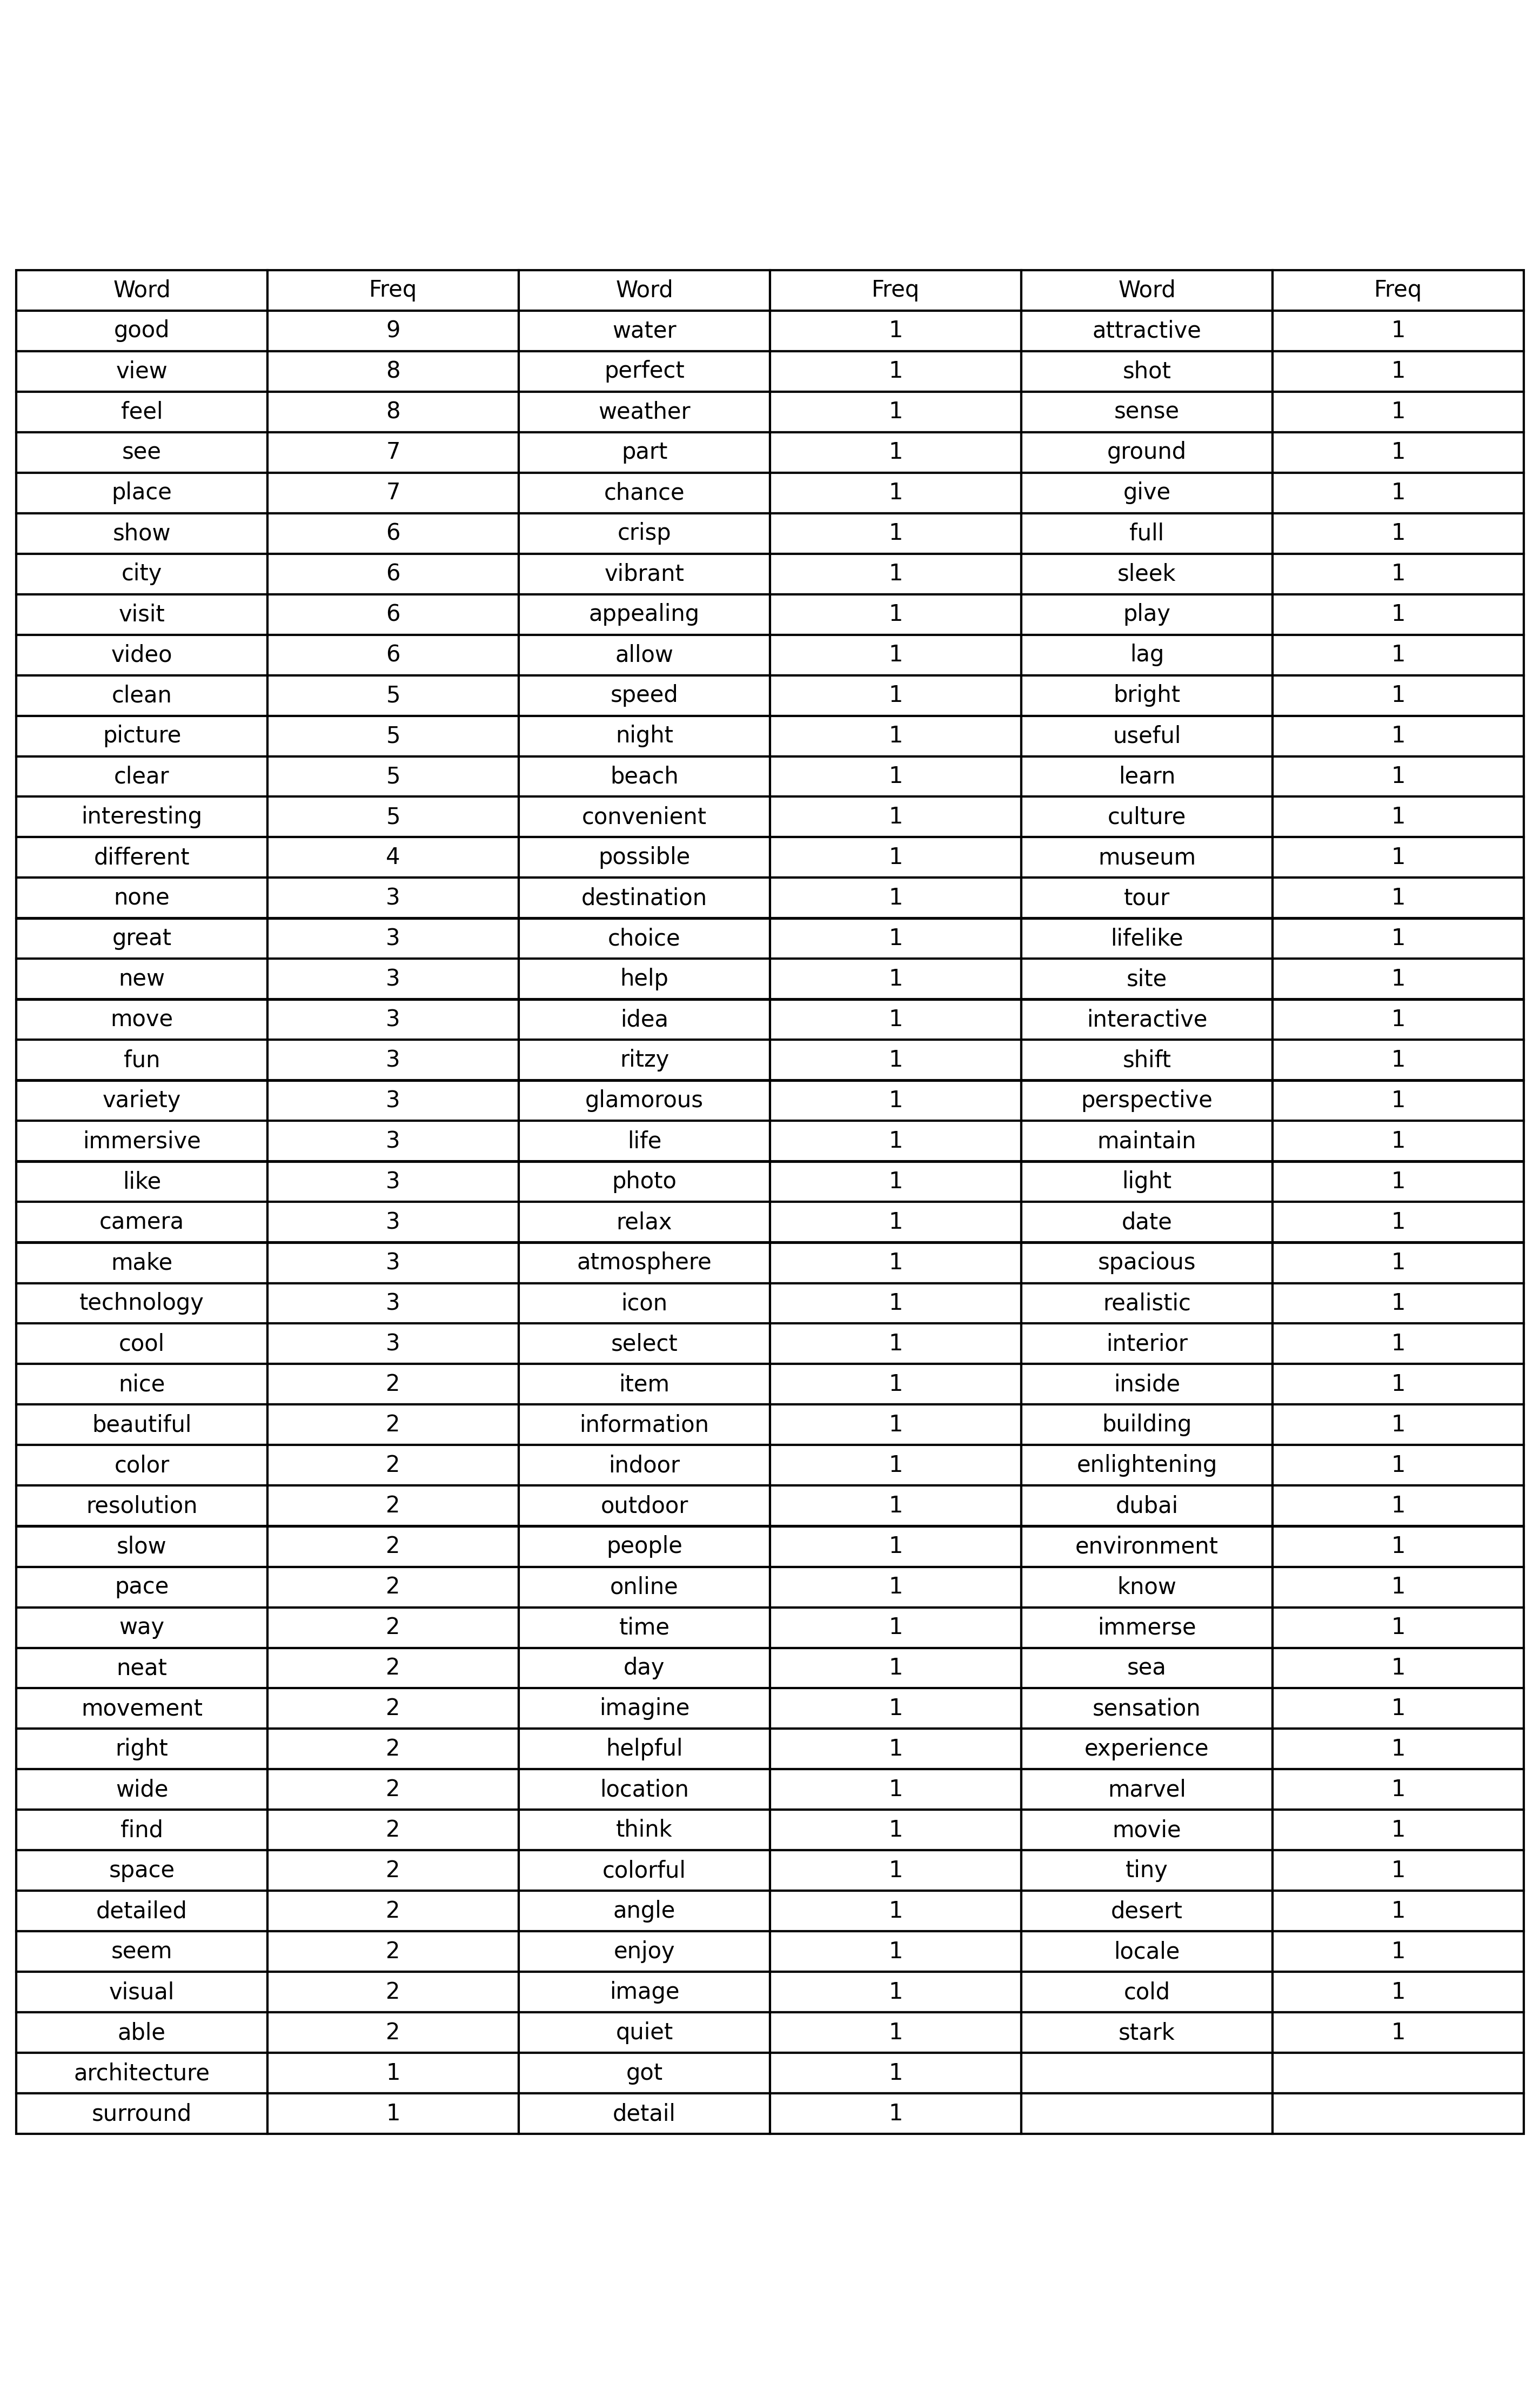 Word Freq Word Freq Word Freq
good 9 water 1 attractive 1
view 8 perfect 1 shot 1
feel 8 weather 1 sense 1
see 7 part 1 ground 1
place 7 chance 1 give 1
show 6 crisp 1 full 1
city 6 vibrant 1 sleek 1
visit 6 appealing 1 play 1
video 6 allow 1 lag 1
clean 5 speed 1 bright 1
picture 5 night 1 useful 1
clear 5 beach 1 learn 1
interesting 5 convenient 1 culture 1
different 4 possible 1 museum 1
none 3 destination 1 tour 1
great 3 choice 1 lifelike 1
new 3 help 1 site 1
move 3 idea 1 interactive 1
fun 3 ritzy 1 shift 1
variety 3 glamorous 1 perspective 1
immersive 3 life 1 maintain 1
like 3 photo 1 light 1
camera 3 relax 1 date 1
make 3 atmosphere 1 spacious 1
technology 3 icon 1 realistic 1
cool 3 select 1 interior 1
nice 2 item 1 inside 1
beautiful 2 information 1 building 1
color 2 indoor 1 enlightening 1
resolution 2 outdoor 1 dubai 1
slow 2 people 1 environment 1
pace 2 online 1 know 1
way 2 time 1 immerse 1
neat 2 day 1 sea 1
movement 2 imagine 1 sensation 1
right 2 helpful 1 experience 1
wide 2 location 1 marvel 1
find 2 think 1 movie 1
space 2 colorful 1 tiny 1
detailed 2 angle 1 desert 1
seem 2 enjoy 1 locale 1
visual 2 image 1 cold 1
able 2 quiet 1 stark 1
architecture 1 got 1
surround 1 detail 1